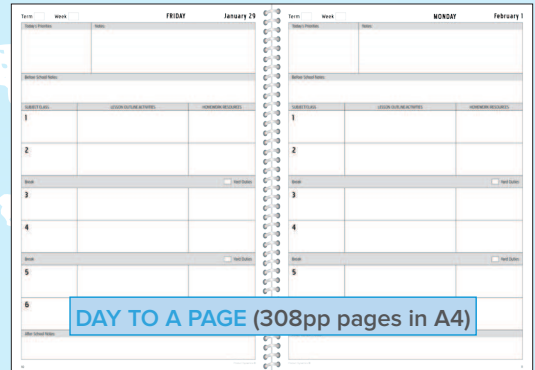 Term Week FRIDAY January 29
Today's Priorities Notes
Before School Notes
SUBJECT/CLASS LESSON OUTLINE/ACTIVITIES HOMEWORK/RESOURCES
1
2
Break Yard Duties
3
4
Break Yard Duties
5
6
After School Notes
Term Week MONDAY February 1
Today's Priorities Notes
Before School Notes
SUBJECT/CLASS LESSON OUTLINE/ACTIVITIES HOMEWORK/RESOURCES
1
2
Break Yard Duties
3
4
Break Yard Duties
5
DAY TO A PAGE (308pp pages in A4)